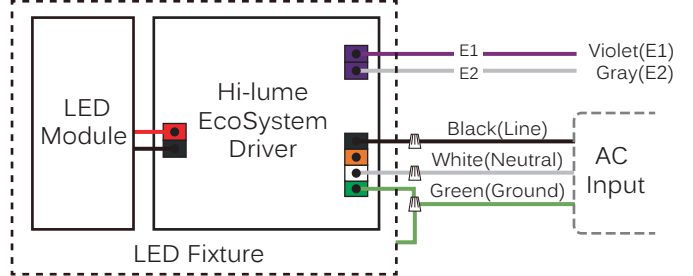 E1
Violet(E1)
E2
Gray(E2)
LED
Module
Hi-lume
EcoSystem
Driver
Black(Line)
White(Neutral)
Green(Ground)
AC
Input
LED Fixture